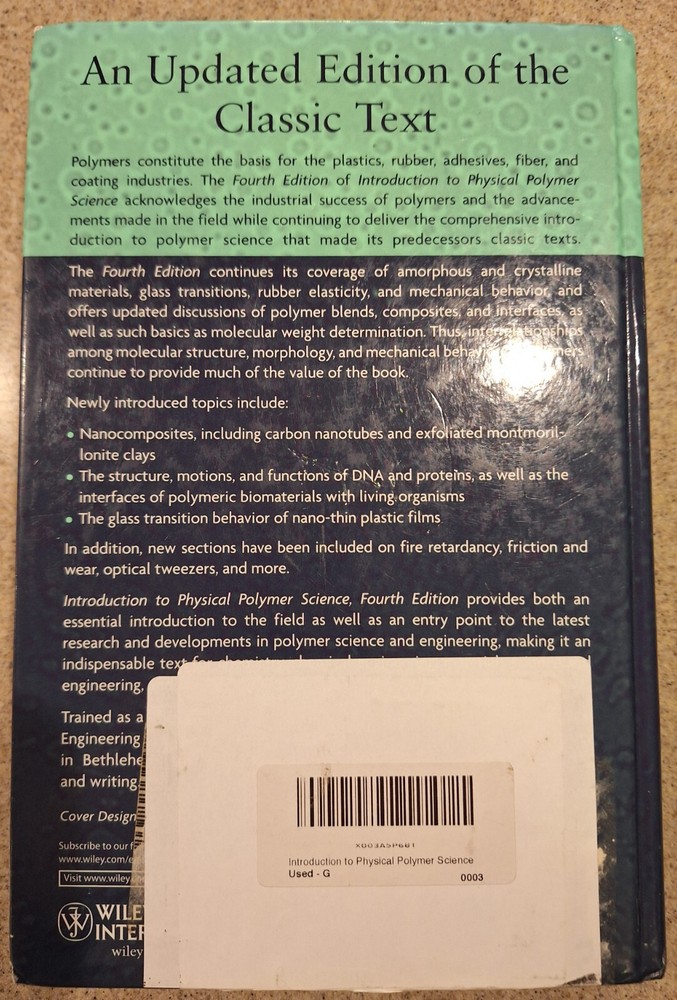 An Updated Edition of the
Classic Text
Polymers constitute the basis for the plastics, rubber, adhesives, fiber, and
coating industries. The Fourth Edition of Introduction to Physical Polymer
Science acknowledges the industrial success of polymers and the advance-
ments made in the field while continuing to deliver the comprehensive intro-
duction to polymer science that made its predecessors classic texts.
The Fourth Edition continues its coverage of amorphous and crystalline
materials, glass transitions, rubber elasticity, and mechanical behavior, and
offers updated discussions of polymer blends, composites, and interfaces, as
well as such basics as molecular weight determination. Thus, interrelationships
among molecular structure, morphology, and mechanical
continue to provide much of the value of the book.
Newly introduced topics include:
• Nanocomposites, including carbon nanotubes and exfoliated montmoril-
lonite clays
• The structure, motions, and functions of DNA and proteins, as well as the
interfaces of polymeric biomaterials with living organisms
• The glass transition behavior of nano-thin plastic films
In addition, new sections have been included on fire retardancy, friction and
wear, optical tweezers, and more.
Introduction to Physical Polymer Science, Fourth Edition provides both an
essential introduction to the field as well as an entry point to the latest
research and developments in polymer science and engineering, making it an
indispensable text
engineering,
Trained as a
Engineering
in Bethlehe
and writing
Cover Design
Subscribe to our f
www.wiley.com/e
Visit www.wiley.
WILE
INTER
wiley
X003A5P681
Introduction to Physical Polymer Science
Used - G
0003